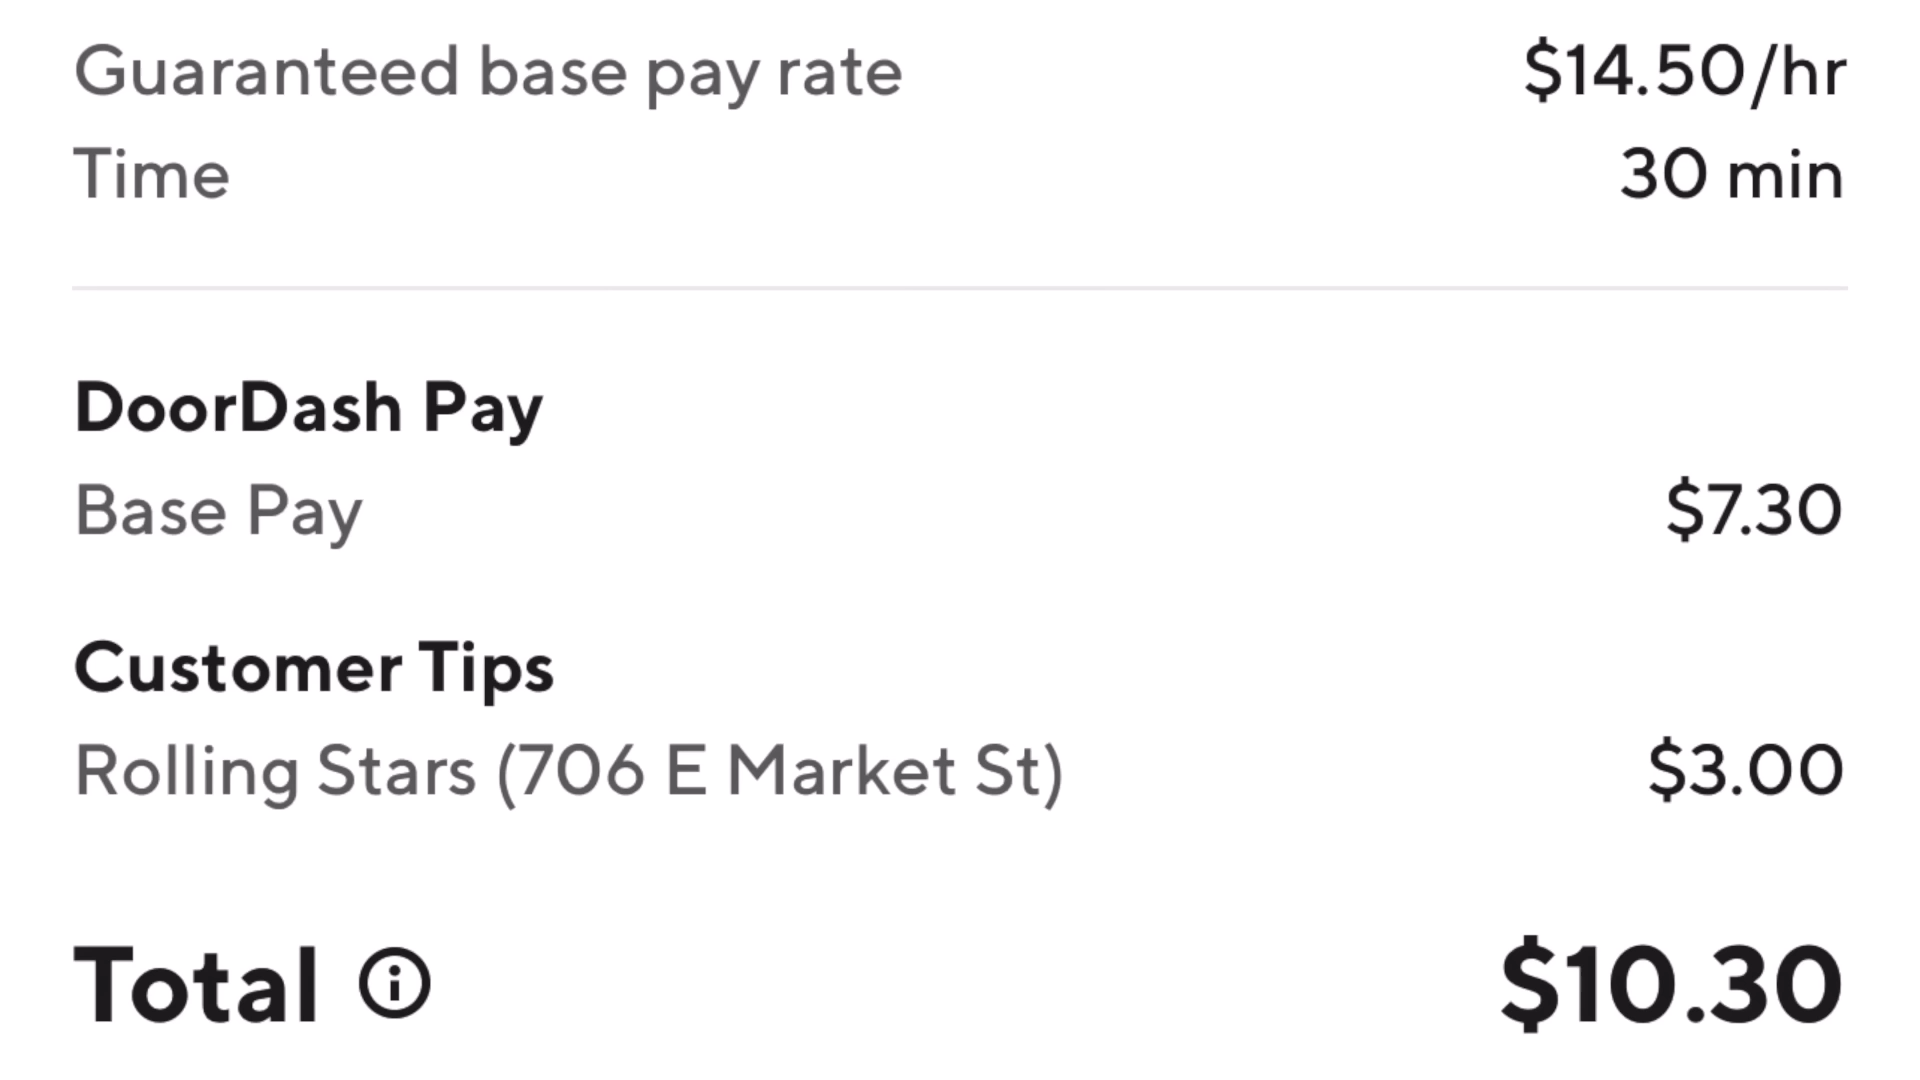 Guaranteed base pay rate $14.50/hr
Time 30 min
DoorDash Pay
Base Pay $7.30
Customer Tips
Rolling Stars (706 E Market St) $3.00
Total $10.30